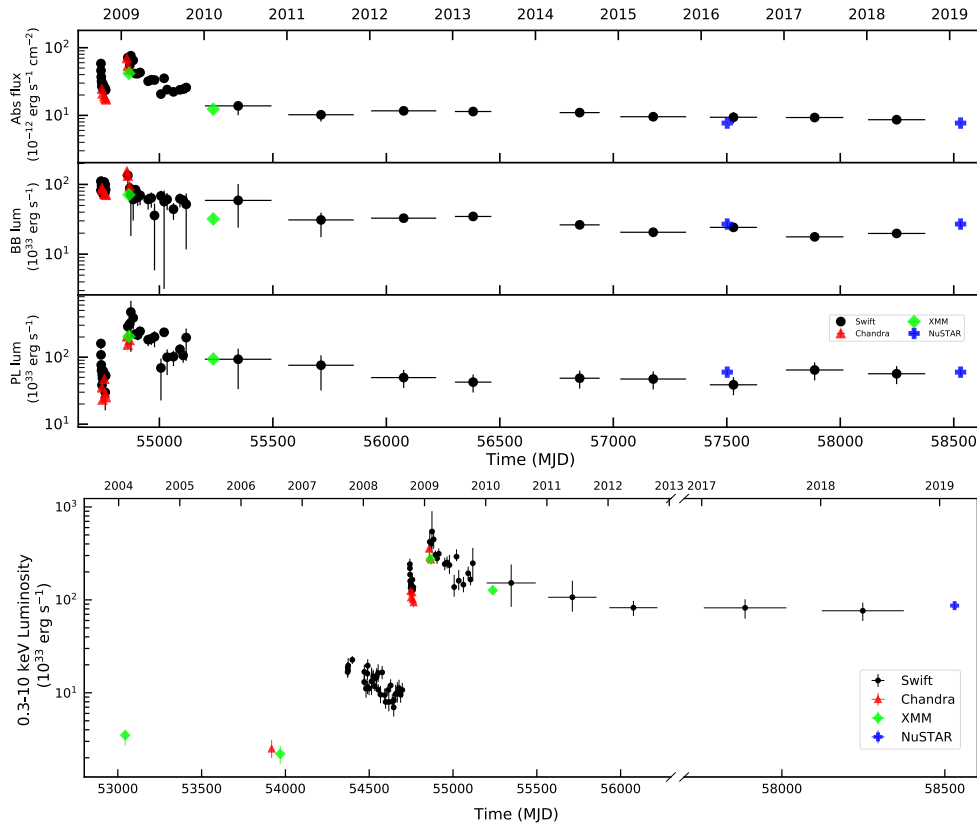 2009 2010 2011 2012 2013 2014 2015 2016 2017 2018 2019
Abs flux
(10⁻¹² erg s⁻¹ cm⁻²)
10²
10¹
BB lum
(10³³ erg s⁻¹)
10²
10¹
PL lum
(10³³ erg s⁻¹)
10²
10¹
Swift
Chandra
XMM
NuSTAR
55000 55500 56000 56500 57000 57500 58000 58500
Time (MJD)
2004 2005 2006 2007 2008 2009 2010 2011 2012 2013 2017 2018 2019
0.3-10 keV Luminosity
(10³³ erg s⁻¹)
10³
10²
10¹
Swift
Chandra
XMM
NuSTAR
53000 53500 54000 54500 55000 55500 56000 58000 58500
Time (MJD)